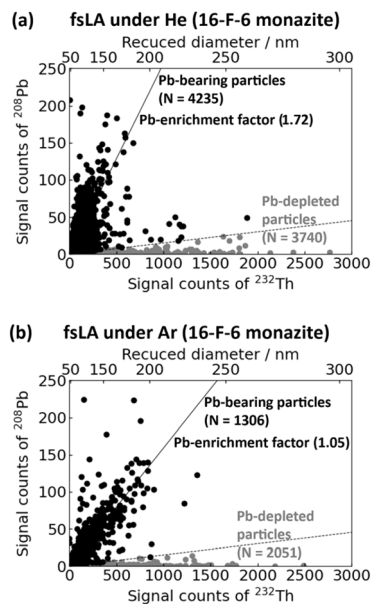 (a) fsLA under He (16-F-6 monazite)
Recuced diameter / nm
50 100 150 200 250 300
Signal counts of ²⁰⁸Pb
250
200
150
100
50
0
Pb-bearing particles
(N = 4235)
Pb-enrichment factor (1.72)
Pb-depleted
particles
(N = 3740)
0 500 1000 1500 2000 2500 3000
Signal counts of ²³²Th
(b) fsLA under Ar (16-F-6 monazite)
Recuced diameter / nm
50 100 150 200 250 300
Signal counts of ²⁰⁸Pb
250
200
150
100
50
0
Pb-bearing particles
(N = 1306)
Pb-enrichment factor (1.05)
Pb-depleted
particles
(N = 2051)
0 500 1000 1500 2000 2500 3000
Signal counts of ²³²Th